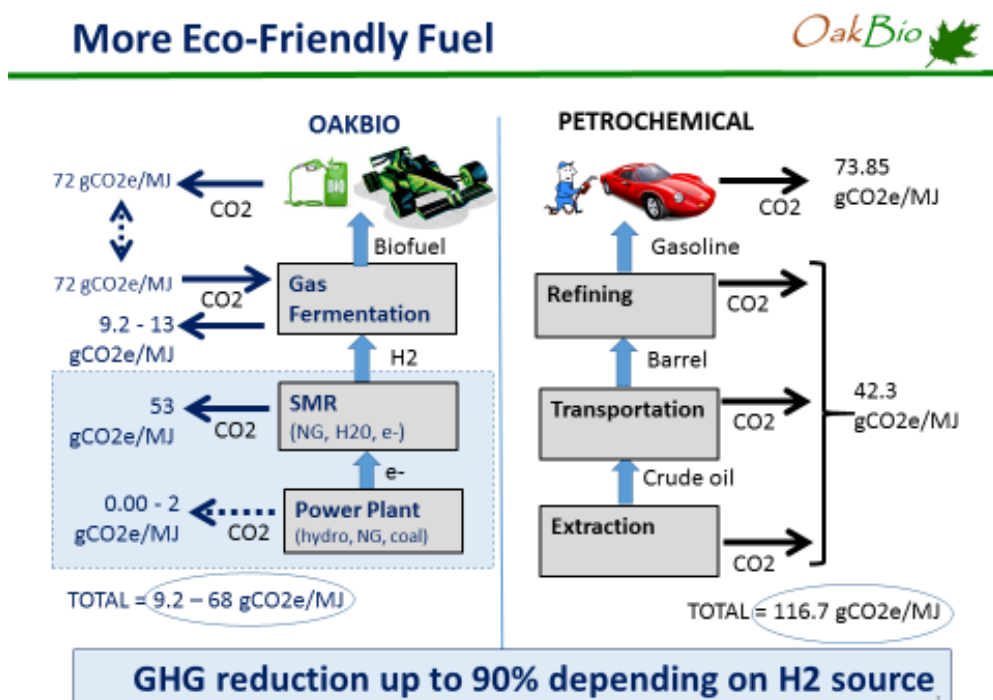 More Eco-Friendly Fuel
OakBio
OAKBIO
72 gCO2e/MJ
CO2
Biofuel
72 gCO2e/MJ
CO2
Gas
Fermentation
9.2 - 13
gCO2e/MJ
H2
53
gCO2e/MJ
CO2
SMR
(NG, H20, e-)
e-
0.00 - 2
gCO2e/MJ
CO2
Power Plant
(hydro, NG, coal)
TOTAL = 9.2 – 68 gCO2e/MJ
PETROCHEMICAL
73.85
gCO2e/MJ
CO2
Gasoline
Refining
CO2
Barrel
Transportation
CO2
42.3
gCO2e/MJ
Crude oil
Extraction
CO2
TOTAL = 116.7 gCO2e/MJ
GHG reduction up to 90% depending on H2 source